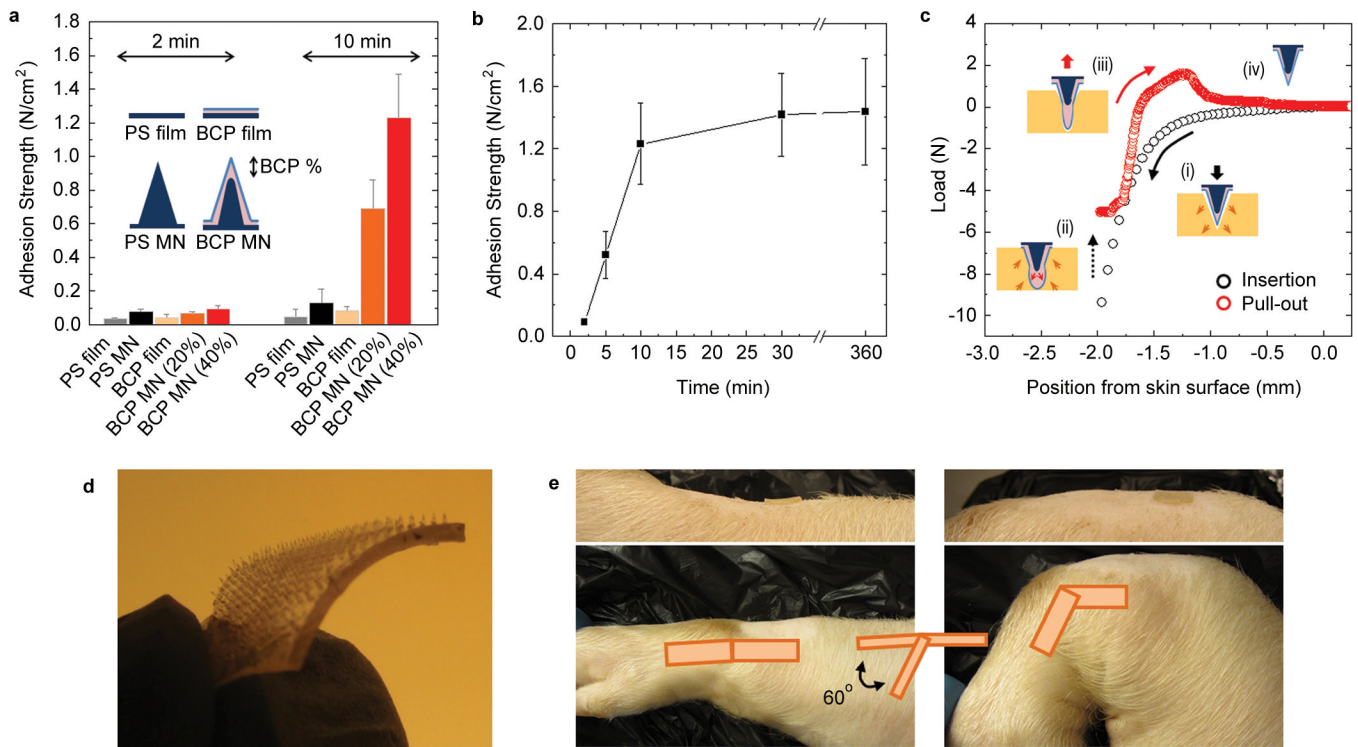 a
2 min
10 min
1.8
1.6
1.4
1.2
1.0
0.8
0.6
0.4
0.2
0.0
Adhesion Strength (N/cm²)
PS film
BCP film
BCP %
PS MN
BCP MN
PS film
PS MN
BCP film
BCP MN (20%)
BCP MN (40%)
PS film
PS MN
BCP film
BCP MN (20%)
BCP MN (40%)
b
2.0
1.6
1.2
0.8
0.4
0.0
Adhesion Strength (N/cm²)
0
5
10
15
20
25
30
360
Time (min)
c
4
2
0
-2
-4
-6
-8
-10
Load (N)
(iii)
(iv)
(i)
(ii)
Insertion
Pull-out
-3.0
-2.5
-2.0
-1.5
-1.0
-0.5
0.0
Position from skin surface (mm)
d
e
60°